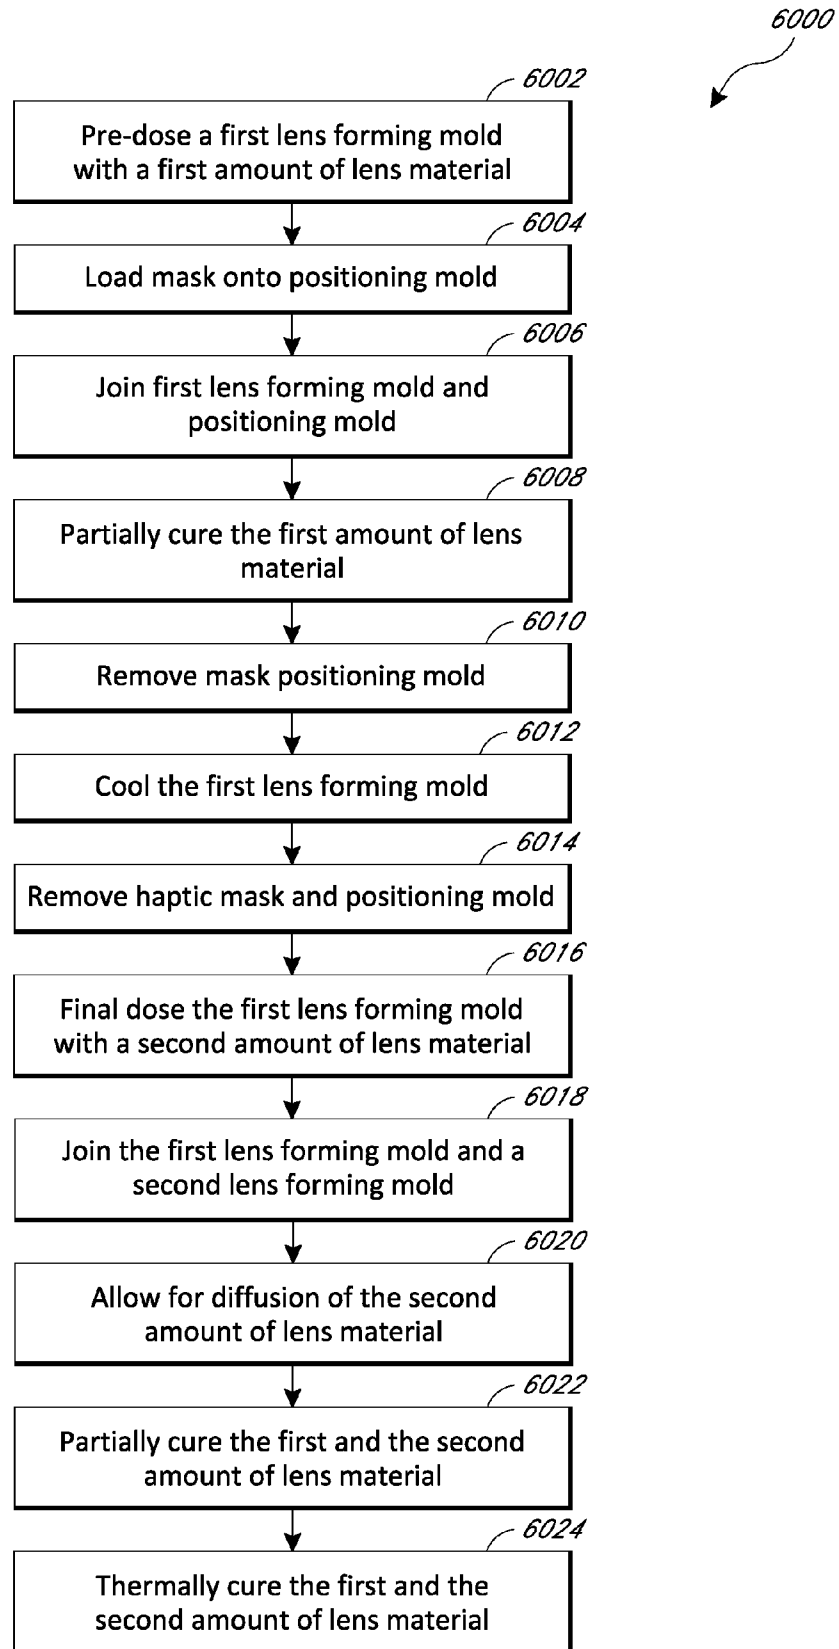 6000
6002
Pre-dose a first lens forming mold
with a first amount of lens material
6004
Load mask onto positioning mold
6006
Join first lens forming mold and
positioning mold
6008
Partially cure the first amount of lens
material
6010
Remove mask positioning mold
6012
Cool the first lens forming mold
6014
Remove haptic mask and positioning mold
6016
Final dose the first lens forming mold
with a second amount of lens material
6018
Join the first lens forming mold and a
second lens forming mold
6020
Allow for diffusion of the second
amount of lens material
6022
Partially cure the first and the second
amount of lens material
6024
Thermally cure the first and the
second amount of lens material